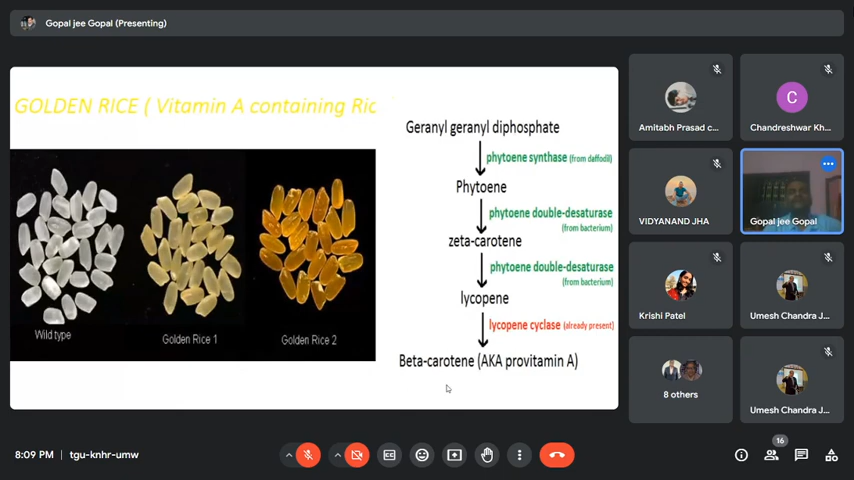 Gopal jee Gopal (Presenting)
GOLDEN RICE ( Vitamin A containing Ric
Wild type
Golden Rice 1
Golden Rice 2
Geranyl geranyl diphosphate
phytoene synthase (from daffodil)
Phytoene
phytoene double-desaturase
(from bacterium)
zeta-carotene
phytoene double-desaturase
(from bacterium)
lycopene
lycopene cyclase (already present)
Beta-carotene (AKA provitamin A)
Amitabh Prasad c...
C
Chandreshwar Kh...
VIDYANAND JHA
Gopal jee Gopal
Krishi Patel
Umesh Chandra J...
8 others
Umesh Chandra J...
8:09 PM | tgu-knhr-umw
16